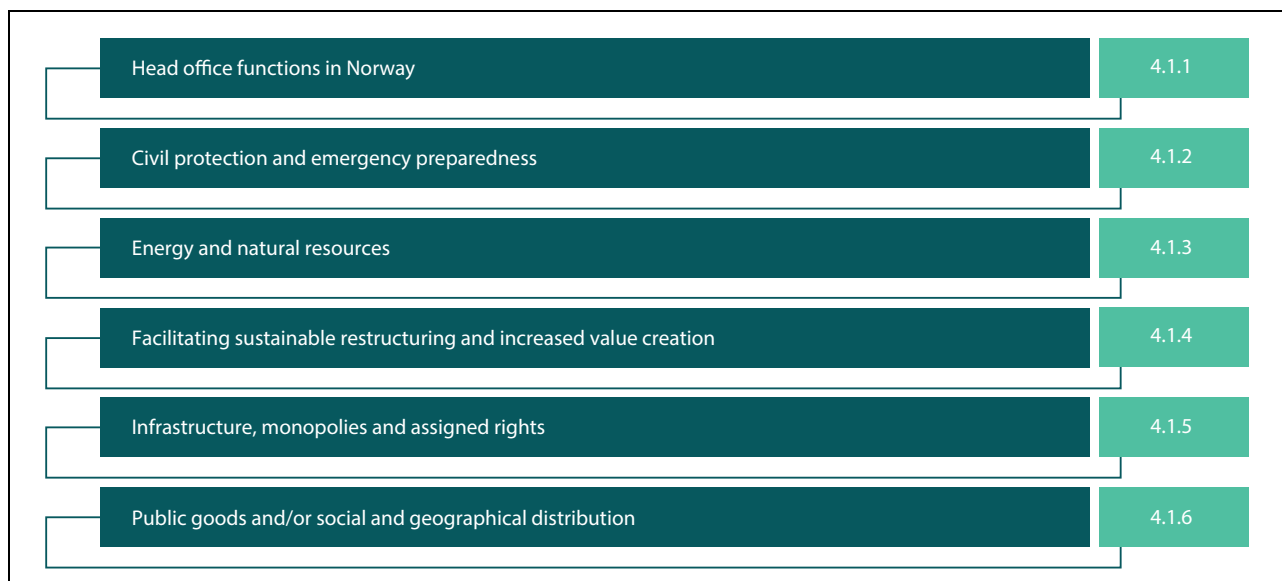 Head office functions in Norway 4.1.1
Civil protection and emergency preparedness 4.1.2
Energy and natural resources 4.1.3
Facilitating sustainable restructuring and increased value creation 4.1.4
Infrastructure, monopolies and assigned rights 4.1.5
Public goods and/or social and geographical distribution 4.1.6